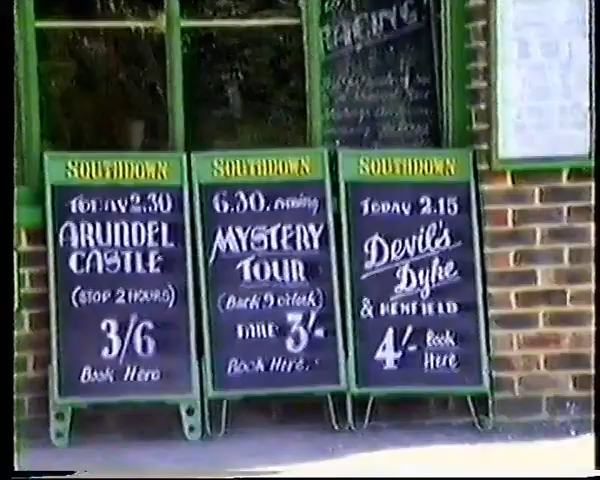 RACING
SOUTHDOWN
TODAY 2.30
ARUNDEL
CASTLE
(STOP 2 HOURS)
3/6
Book Here
SOUTHDOWN
6.30. evening
MYSTERY
TOUR
(Back 9 o'clock)
FARE 3/-
Book Here.
SOUTHDOWN
TODAY 2.15
Devil's
Dyke
& HENFIELD
4/- Book
Here